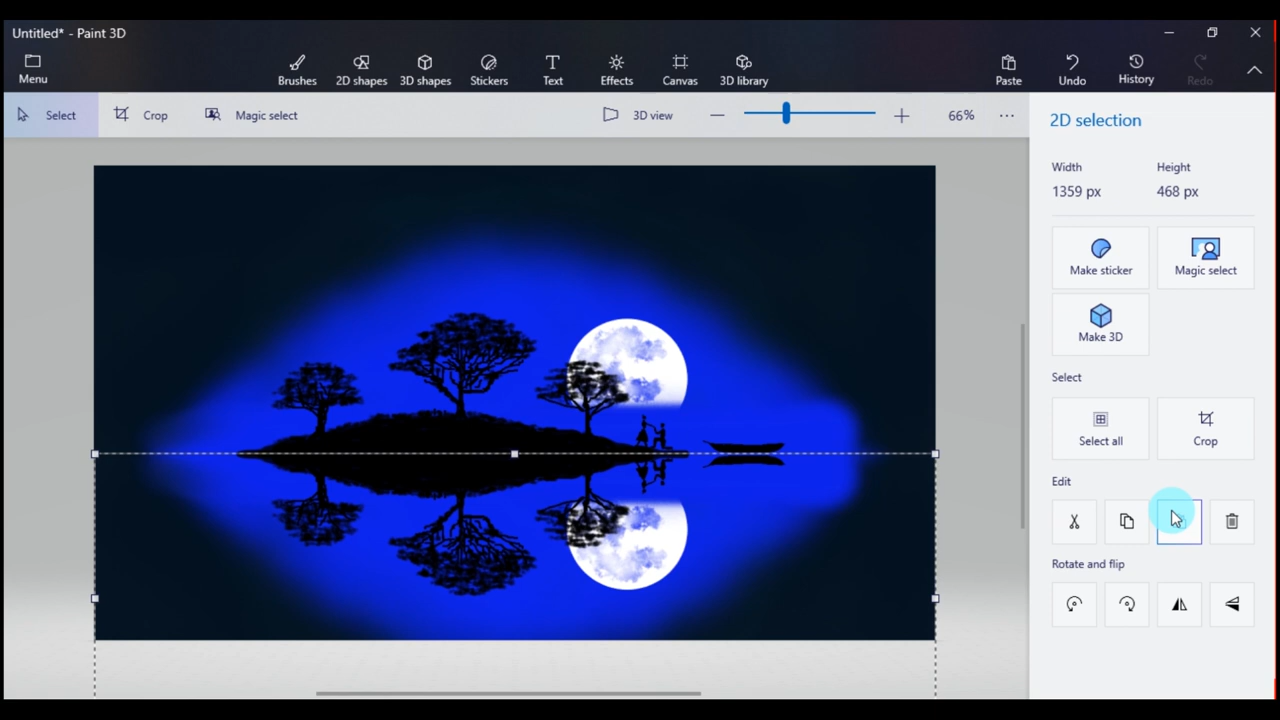 Untitled* - Paint 3D
Menu
Brushes
2D shapes
3D shapes
Stickers
Text
Effects
Canvas
3D library
Paste
Undo
History
Redo
Select
Crop
Magic select
3D view
66%
2D selection
Width
Height
1359 px
468 px
Make sticker
Magic select
Make 3D
Select
Select all
Crop
Edit
Rotate and flip